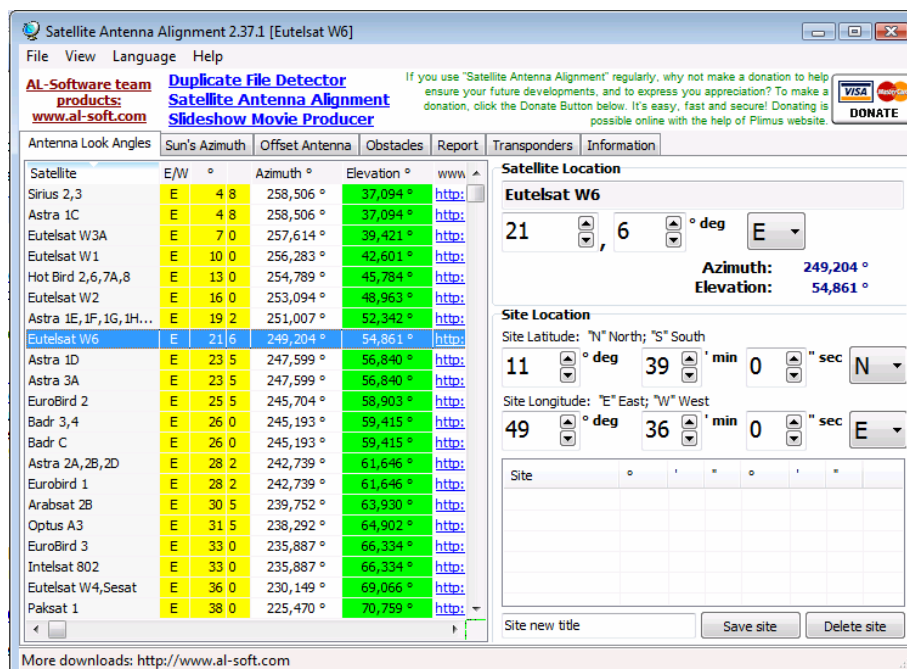 Satellite Antenna Alignment 2.37.1 [Eutelsat W6]
File View Language Help
AL-Software team
products:
www.al-soft.com
Duplicate File Detector
Satellite Antenna Alignment
Slideshow Movie Producer
If you use "Satellite Antenna Alignment" regularly, why not make a donation to help
ensure your future developments, and to express you appreciation? To make a
donation, click the Donate Button below. It's easy, fast and secure! Donating is
possible online with the help of Plimus website.
VISA MasterCard
DONATE
Antenna Look Angles Sun's Azimuth Offset Antenna Obstacles Report Transponders Information
Satellite E/W ° Azimuth ° Elevation ° www
Sirius 2,3 E 4 8 258,506 ° 37,094 ° http:
Astra 1C E 4 8 258,506 ° 37,094 ° http:
Eutelsat W3A E 7 0 257,614 ° 39,421 ° http:
Eutelsat W1 E 10 0 256,283 ° 42,601 ° http:
Hot Bird 2,6,7A,8 E 13 0 254,789 ° 45,784 ° http:
Eutelsat W2 E 16 0 253,094 ° 48,963 ° http:
Astra 1E,1F,1G,1H... E 19 2 251,007 ° 52,342 ° http:
Eutelsat W6 E 21 6 249,204 ° 54,861 ° http:
Astra 1D E 23 5 247,599 ° 56,840 ° http:
Astra 3A E 23 5 247,599 ° 56,840 ° http:
EuroBird 2 E 25 5 245,704 ° 58,903 ° http:
Badr 3,4 E 26 0 245,193 ° 59,415 ° http:
Badr C E 26 0 245,193 ° 59,415 ° http:
Astra 2A,2B,2D E 28 2 242,739 ° 61,646 ° http:
Eurobird 1 E 28 2 242,739 ° 61,646 ° http:
Arabsat 2B E 30 5 239,752 ° 63,930 ° http:
Optus A3 E 31 5 238,292 ° 64,902 ° http:
EuroBird 3 E 33 0 235,887 ° 66,334 ° http:
Intelsat 802 E 33 0 235,887 ° 66,334 ° http:
Eutelsat W4,Sesat E 36 0 230,149 ° 69,066 ° http:
Paksat 1 E 38 0 225,470 ° 70,759 ° http:
Satellite Location
Eutelsat W6
21 , 6 ° deg E
Azimuth: 249,204 °
Elevation: 54,861 °
Site Location
Site Latitude: "N" North; "S" South
11 ° deg 39 ' min 0 " sec N
Site Longitude: "E" East; "W" West
49 ° deg 36 ' min 0 " sec E
Site ° ' " ° ' "
Site new title Save site Delete site
More downloads: http://www.al-soft.com